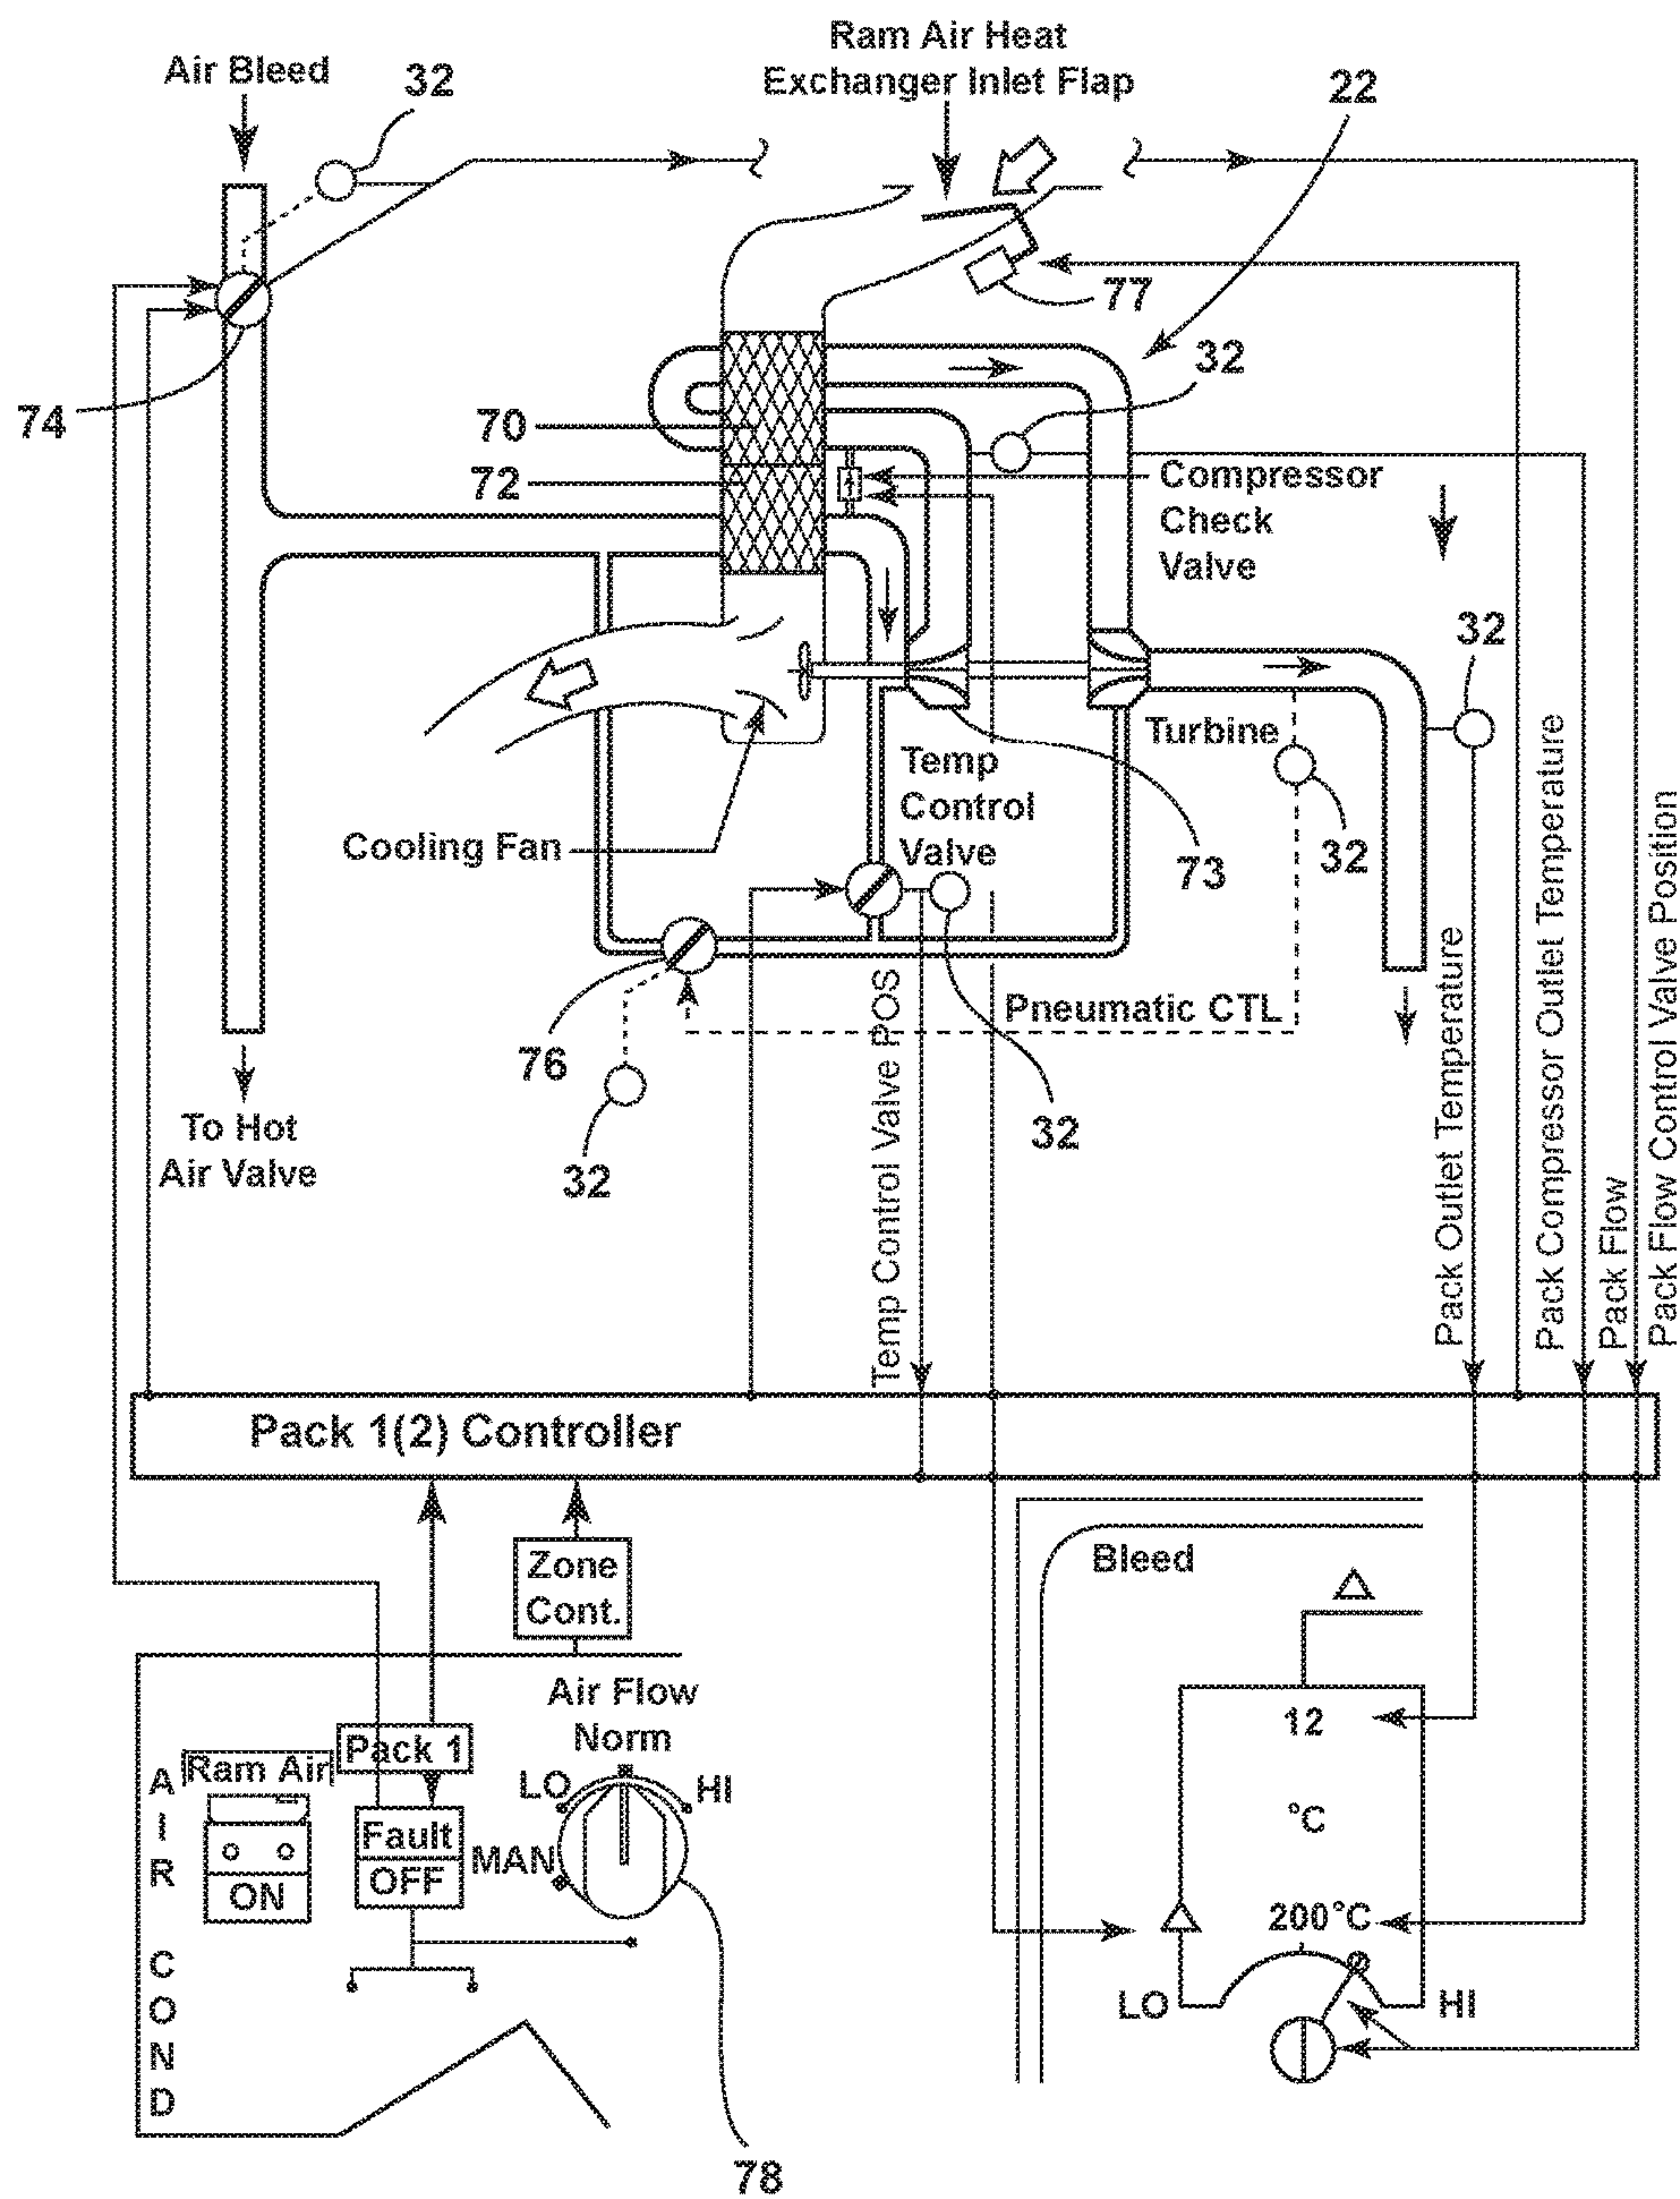 Ram Air Heat
Exchanger Inlet Flap
Air Bleed
32
22
77
74
70
72
32
Compressor
Check
Valve
32
Turbine
Temp
Control
Valve
Cooling Fan
73
32
Pneumatic CTL
76
32
32
To Hot
Air Valve
Temp Control Valve POS
Pack Outlet Temperature
Pack Compressor Outlet Temperature
Pack Flow
Pack Flow Control Valve Position
Pack 1(2) Controller
Zone
Cont.
Bleed
Air Flow
Norm
LO
HI
MAN
Pack 1
Ram Air
Fault
OFF
ON
AIR COND
12
°C
200°C
LO
HI
78